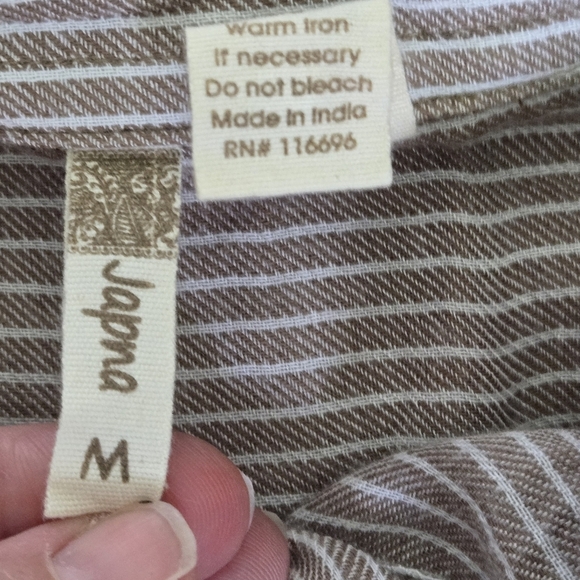 warm iron
if necessary
Do not bleach
Made in India
RN# 116696
Japna
M